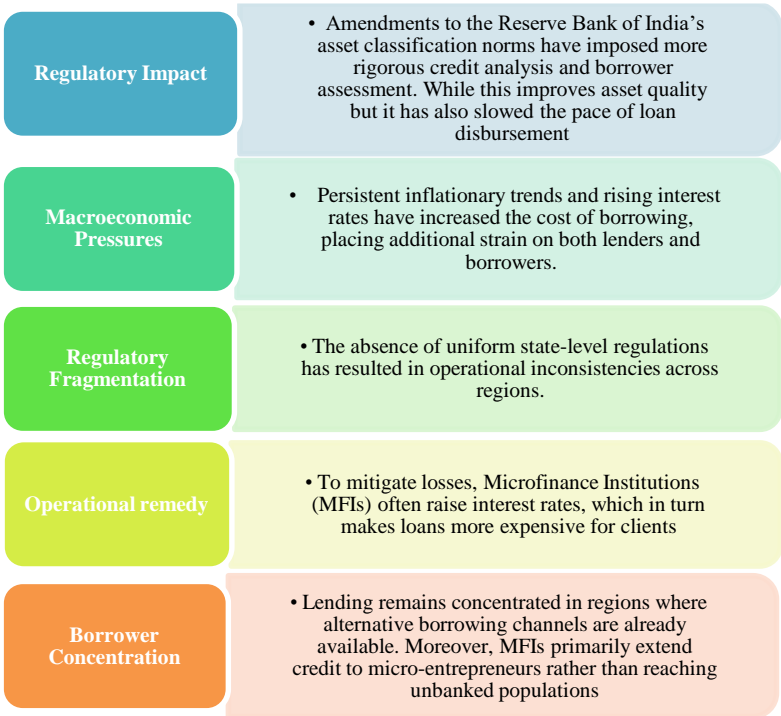 Regulatory Impact
• Amendments to the Reserve Bank of India's
asset classification norms have imposed more
rigorous credit analysis and borrower
assessment. While this improves asset quality
but it has also slowed the pace of loan
disbursement
Macroeconomic
Pressures
• Persistent inflationary trends and rising interest
rates have increased the cost of borrowing,
placing additional strain on both lenders and
borrowers.
Regulatory
Fragmentation
• The absence of uniform state-level regulations
has resulted in operational inconsistencies across
regions.
Operational remedy
• To mitigate losses, Microfinance Institutions
(MFIs) often raise interest rates, which in turn
makes loans more expensive for clients
Borrower
Concentration
• Lending remains concentrated in regions where
alternative borrowing channels are already
available. Moreover, MFIs primarily extend
credit to micro-entrepreneurs rather than reaching
unbanked populations